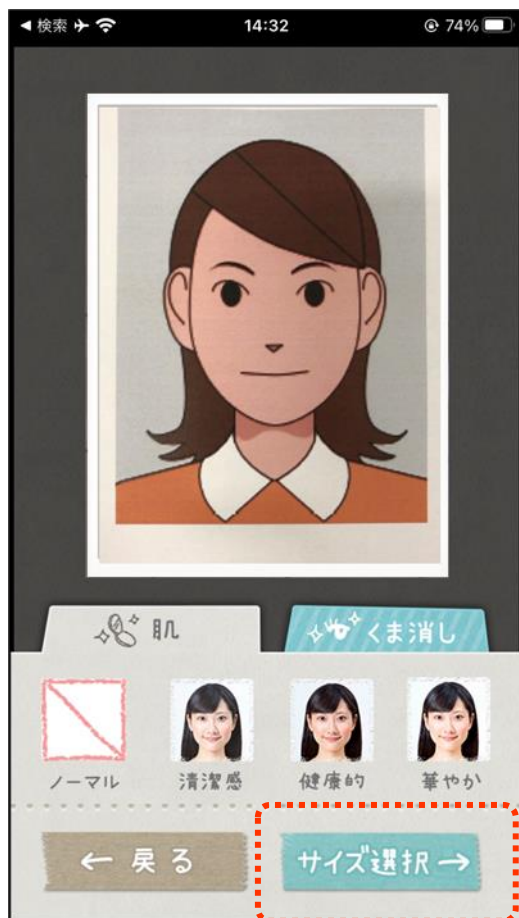 ◀検索 14:32 74%
肌 くま消し
ノーマル 清潔感 健康的 華やか
← 戻る サイズ選択 →